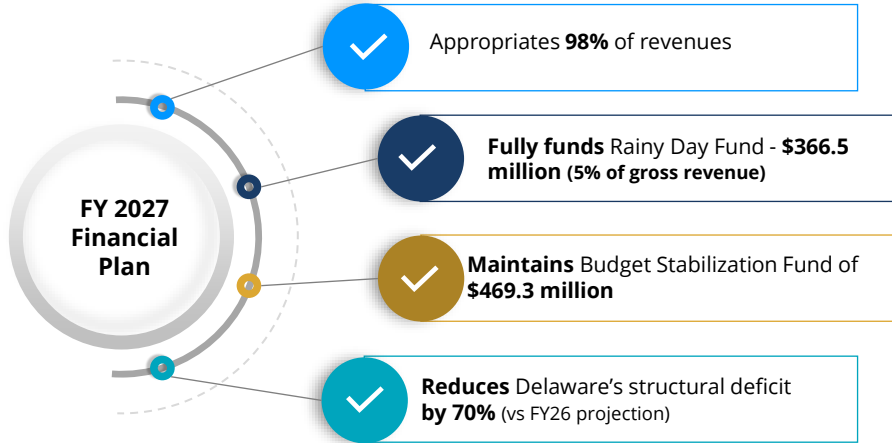 Appropriates 98% of revenues
Fully funds Rainy Day Fund - $366.5
million (5% of gross revenue)
FY 2027
Financial
Plan
Maintains Budget Stabilization Fund of
$469.3 million
Reduces Delaware’s structural deficit
by 70% (vs FY26 projection)